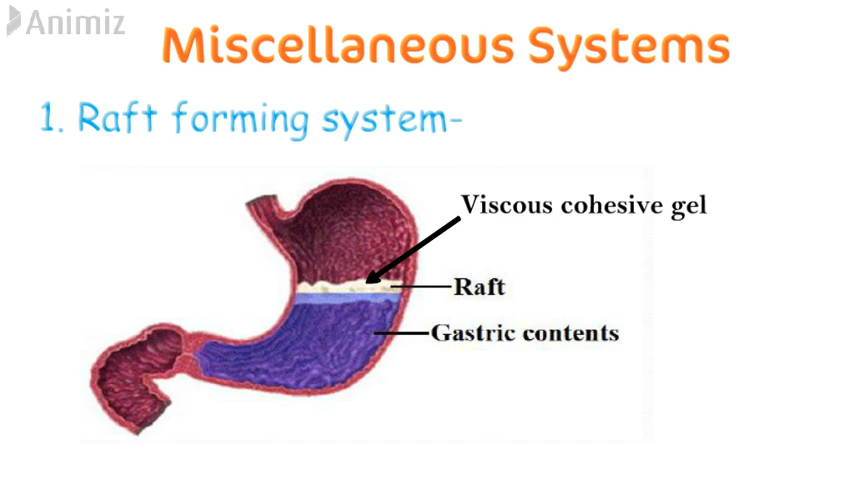 Animiz
Miscellaneous Systems
1. Raft forming system-
Viscous cohesive gel
Raft
Gastric contents